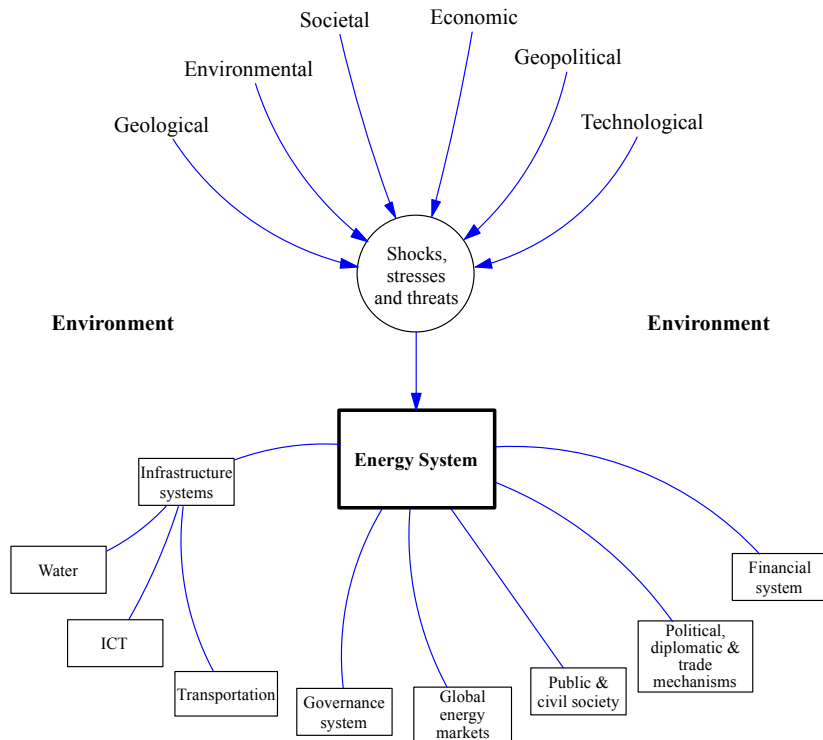 Societal
Economic
Environmental
Geopolitical
Geological
Technological
Shocks,
stresses
and threats
Environment
Environment
Energy System
Infrastructure
systems
Water
Financial
system
ICT
Political,
diplomatic &
trade
mechanisms
Transportation
Governance
system
Global
energy
markets
Public &
civil society